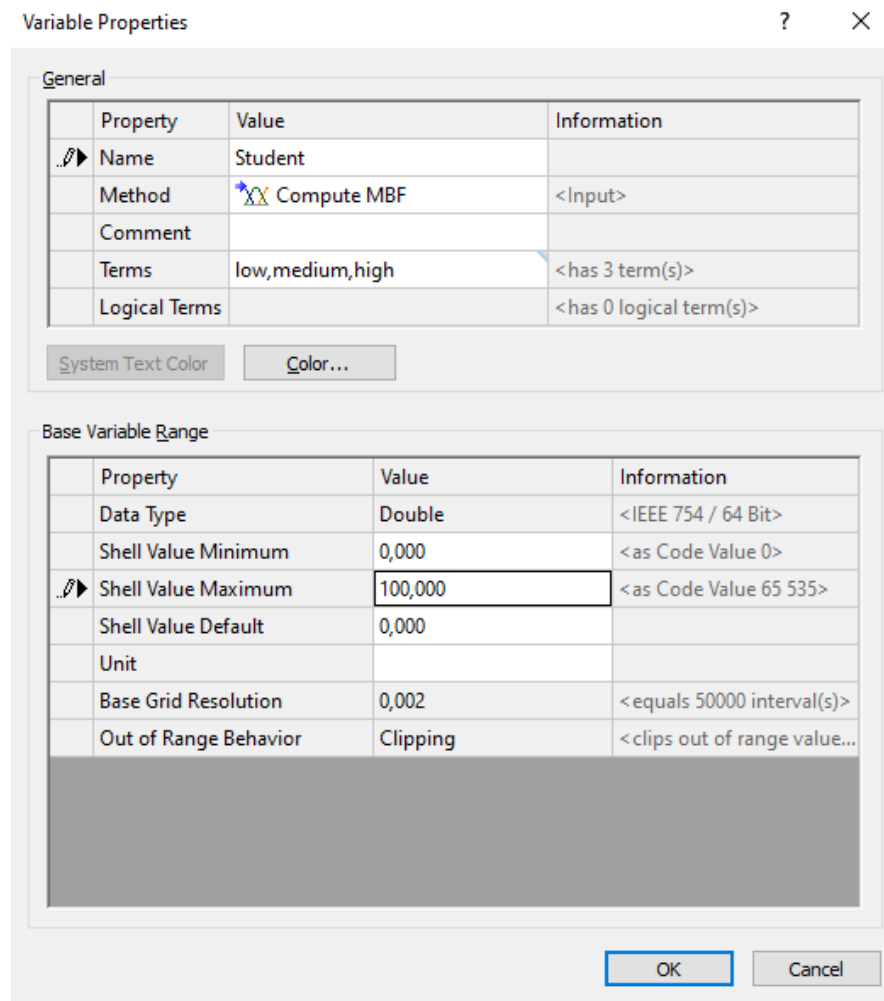 Variable Properties ?
General
Property Value Information
Name Student
Method Compute MBF <Input>
Comment
Terms low,medium,high <has 3 term(s)>
Logical Terms <has 0 logical term(s)>
System Text Color Color...
Base Variable Range
Property Value Information
Data Type Double <IEEE 754 / 64 Bit>
Shell Value Minimum 0,000 <as Code Value 0>
Shell Value Maximum 100,000 <as Code Value 65 535>
Shell Value Default 0,000
Unit
Base Grid Resolution 0,002 <equals 50000 interval(s)>
Out of Range Behavior Clipping <clips out of range value...
OK Cancel